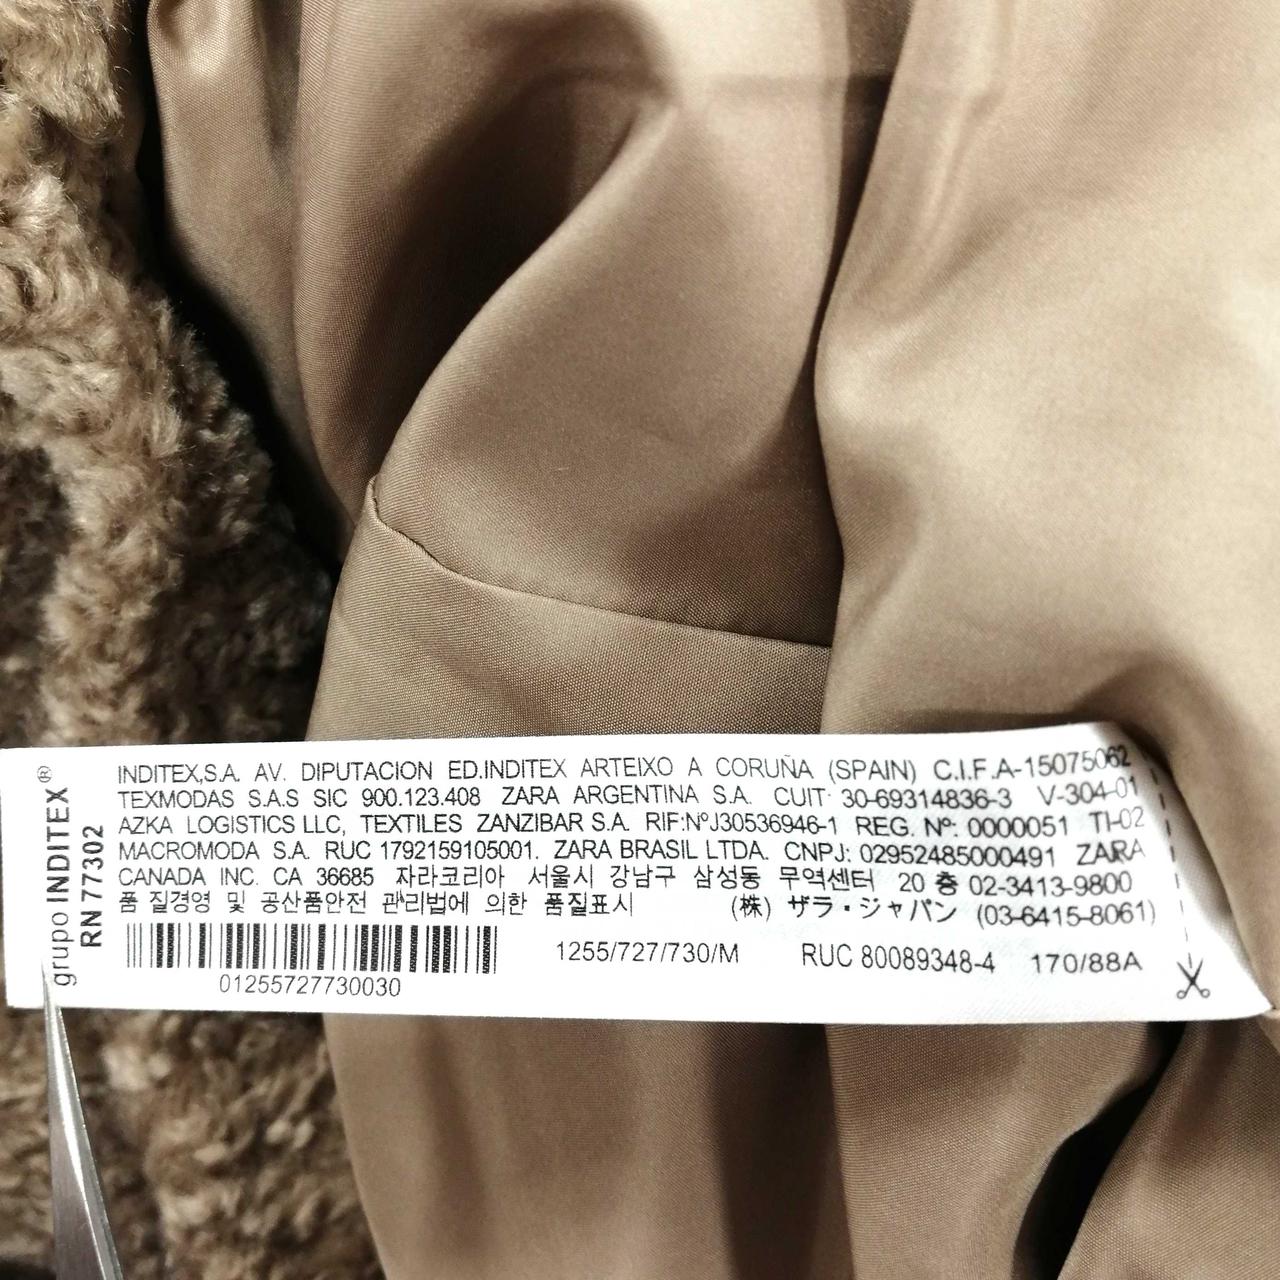 grupo INDITEX®
RN 77302
INDITEX,S.A. AV. DIPUTACION ED.INDITEX ARTEIXO A CORUÑA (SPAIN) C.I.F.A-15075062
TEXMODAS S.A.S SIC 900.123.408 ZARA ARGENTINA S.A. CUIT: 30-69314836-3 V-304-01
AZKA LOGISTICS LLC, TEXTILES ZANZIBAR S.A. RIF:NºJ30536946-1 REG. Nº: 0000051 TI-02
MACROMODA S.A. RUC 1792159105001. ZARA BRASIL LTDA. CNPJ: 02952485000491 ZARA
CANADA INC. CA 36685 자라코리아 서울시 강남구 삼성동 무역센터 20 층 02-3413-9800
품 질경영 및 공산품안전 관리법에 의한 품질표시 (株) ザラ・ジャパン (03-6415-8061)
1255/727/730/M RUC 80089348-4 170/88A
01255727730030